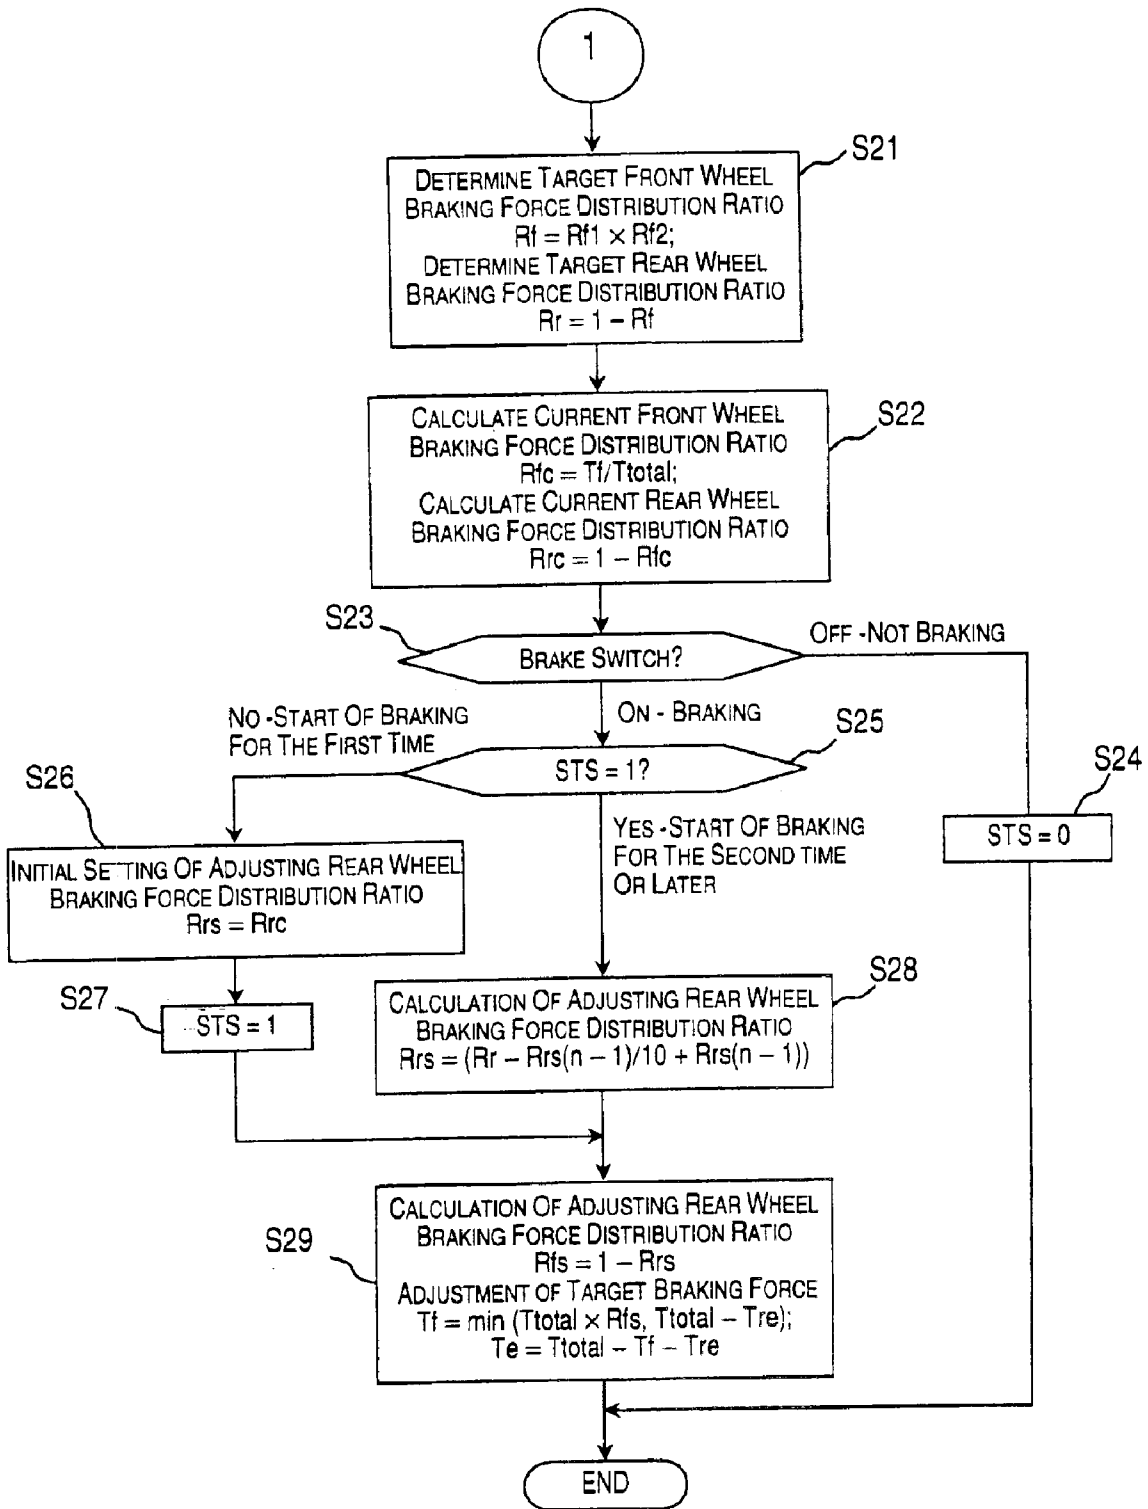 1
S21
DETERMINE TARGET FRONT WHEEL
BRAKING FORCE DISTRIBUTION RATIO
Rf = Rf1 × Rf2;
DETERMINE TARGET REAR WHEEL
BRAKING FORCE DISTRIBUTION RATIO
Rr = 1 – Rf
S22
CALCULATE CURRENT FRONT WHEEL
BRAKING FORCE DISTRIBUTION RATIO
Rfc = Tf/Ttotal;
CALCULATE CURRENT REAR WHEEL
BRAKING FORCE DISTRIBUTION RATIO
Rrc = 1 – Rfc
S23
BRAKE SWITCH?
OFF -NOT BRAKING
ON - BRAKING
NO -START OF BRAKING
FOR THE FIRST TIME
S25
STS = 1?
S24
STS = 0
S26
INITIAL SETTING OF ADJUSTING REAR WHEEL
BRAKING FORCE DISTRIBUTION RATIO
Rrs = Rrc
YES -START OF BRAKING
FOR THE SECOND TIME
OR LATER
S27
STS = 1
S28
CALCULATION OF ADJUSTING REAR WHEEL
BRAKING FORCE DISTRIBUTION RATIO
Rrs = (Rr – Rrs(n – 1)/10 + Rrs(n – 1))
S29
CALCULATION OF ADJUSTING REAR WHEEL
BRAKING FORCE DISTRIBUTION RATIO
Rfs = 1 – Rrs
ADJUSTMENT OF TARGET BRAKING FORCE
Tf = min (Ttotal × Rfs, Ttotal – Tre);
Te = Ttotal – Tf – Tre
END